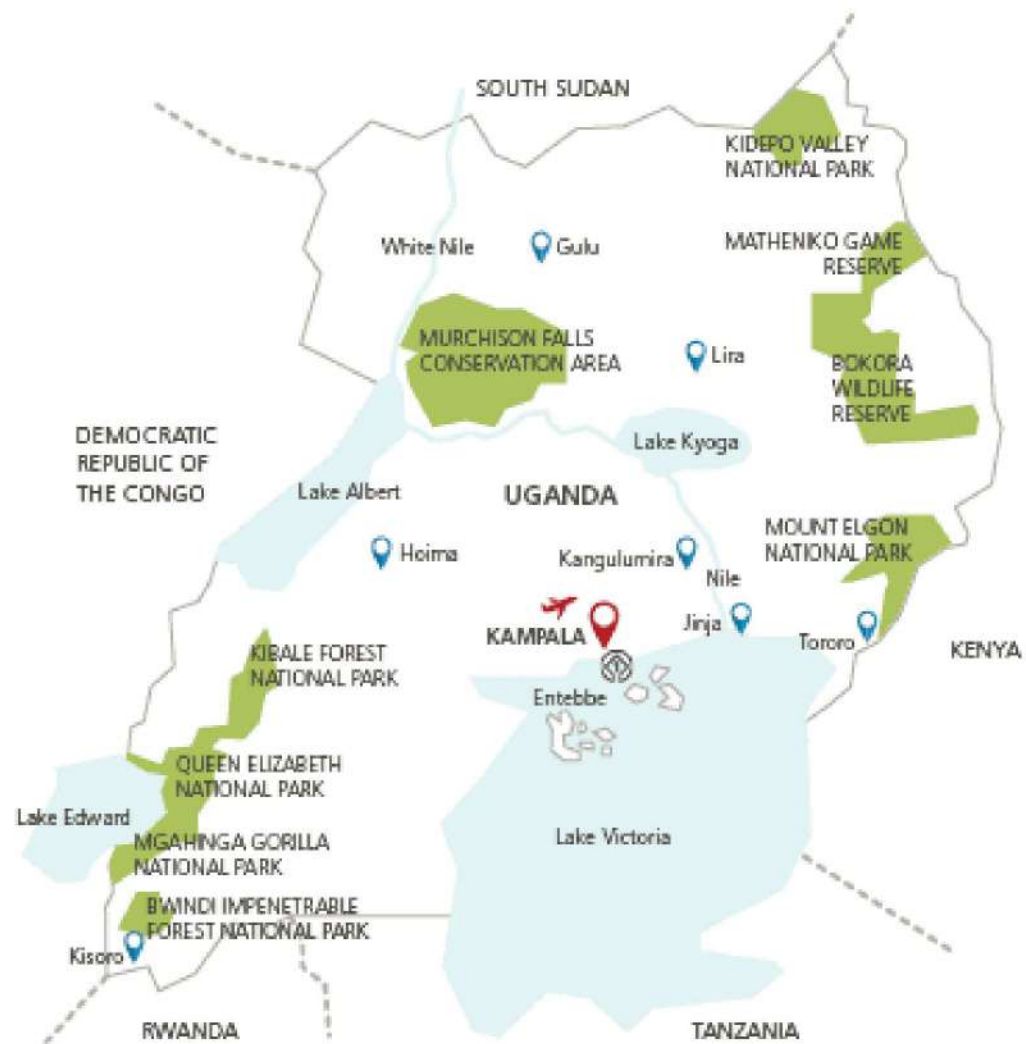 SOUTH SUDAN
KIDEPO VALLEY
NATIONAL PARK
White Nile
Gulu
MATHENIKO GAME
RESERVE
MURCHISON FALLS
CONSERVATION AREA
Lira
BOKORA
WILDLIFE
RESERVE
DEMOCRATIC
REPUBLIC OF
THE CONGO
Lake Kyoga
Lake Albert
UGANDA
MOUNT ELGON
NATIONAL PARK
Hoima
Kangulumira
Nile
KAMPALA
Jinja
Tororo
KENYA
KIBALE FOREST
NATIONAL PARK
Entebbe
QUEEN ELIZABETH
NATIONAL PARK
Lake Edward
Lake Victoria
MGAHINGA GORILLA
NATIONAL PARK
BWINDI IMPENETRABLE
FOREST NATIONAL PARK
Kisoro
RWANDA
TANZANIA